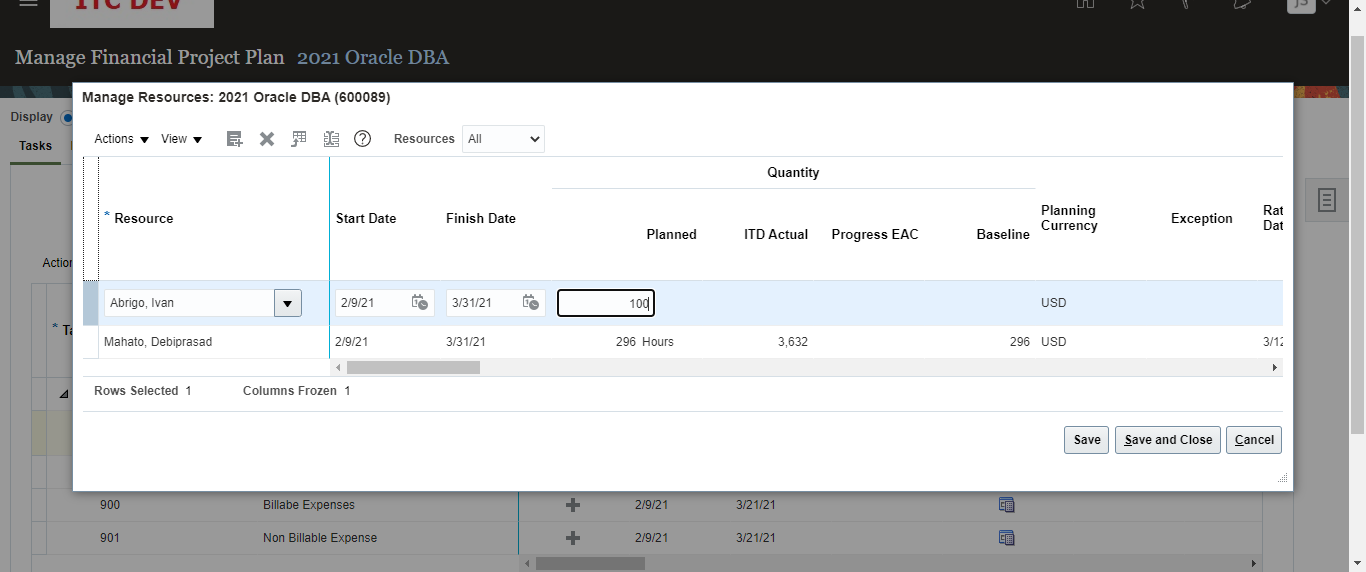 ITC DEV
JS
Manage Financial Project Plan 2021 Oracle DBA
Manage Resources: 2021 Oracle DBA (600089)
Display
Tasks
Actions View Resources All
Quantity
* Resource Start Date Finish Date Planned ITD Actual Progress EAC Baseline Planning Currency Exception
Abrigo, Ivan 2/9/21 3/31/21 100 USD
Mahato, Debiprasad 2/9/21 3/31/21 296 Hours 3,632 296 USD 3/12
Rows Selected 1 Columns Frozen 1
Save Save and Close Cancel
900 Billabe Expenses 2/9/21 3/21/21
901 Non Billable Expense 2/9/21 3/21/21